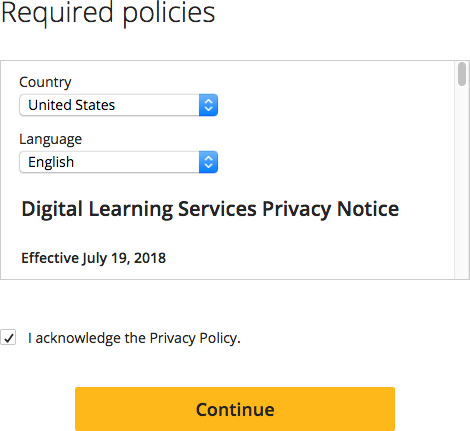 Required policies
Country
United States
Language
English
Digital Learning Services Privacy Notice
Effective July 19, 2018
I acknowledge the Privacy Policy.
Continue